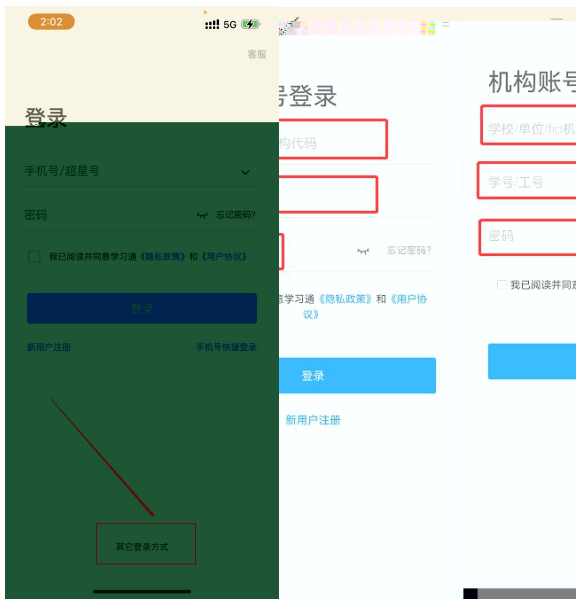 2:02
5G
客服
登录
手机号/超星号
密码
忘记密码?
我已阅读并同意学习通《隐私政策》和《用户协议》
登录
新用户注册
手机号快捷登录
其它登录方式
号登录
构代码
忘记密码?
意学习通《隐私政策》和《用户协
议》
登录
新用户注册
机构账号
学校/单位/fid机
学号/工号
密码
我已阅读并同意